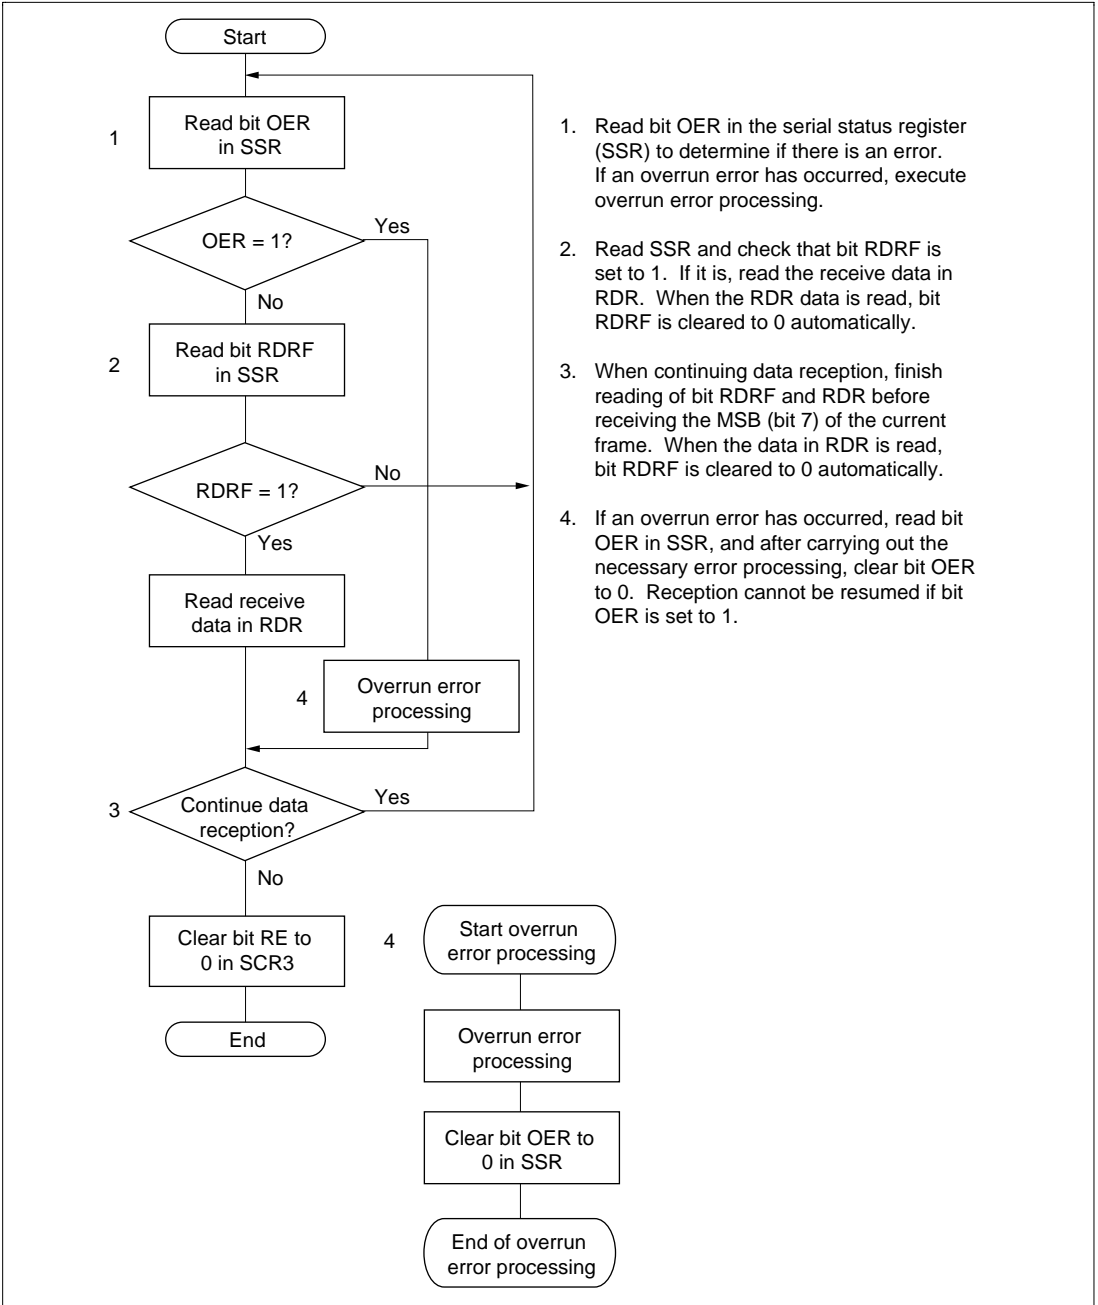 Start
1
Read bit OER
in SSR
OER = 1?
Yes
No
2
Read bit RDRF
in SSR
RDRF = 1?
No
Yes
Read receive
data in RDR
4
Overrun error
processing
3
Continue data
reception?
Yes
No
Clear bit RE to
0 in SCR3
End
4
Start overrun
error processing
Overrun error
processing
Clear bit OER to
0 in SSR
End of overrun
error processing
1. Read bit OER in the serial status register
(SSR) to determine if there is an error.
If an overrun error has occurred, execute
overrun error processing.
2. Read SSR and check that bit RDRF is
set to 1. If it is, read the receive data in
RDR. When the RDR data is read, bit
RDRF is cleared to 0 automatically.
3. When continuing data reception, finish
reading of bit RDRF and RDR before
receiving the MSB (bit 7) of the current
frame. When the data in RDR is read,
bit RDRF is cleared to 0 automatically.
4. If an overrun error has occurred, read bit
OER in SSR, and after carrying out the
necessary error processing, clear bit OER
to 0. Reception cannot be resumed if bit
OER is set to 1.